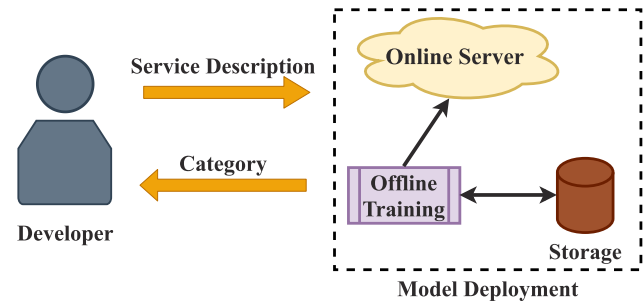 Service Description
Online Server
Category
Offline
Training
Developer
Storage
Model Deployment